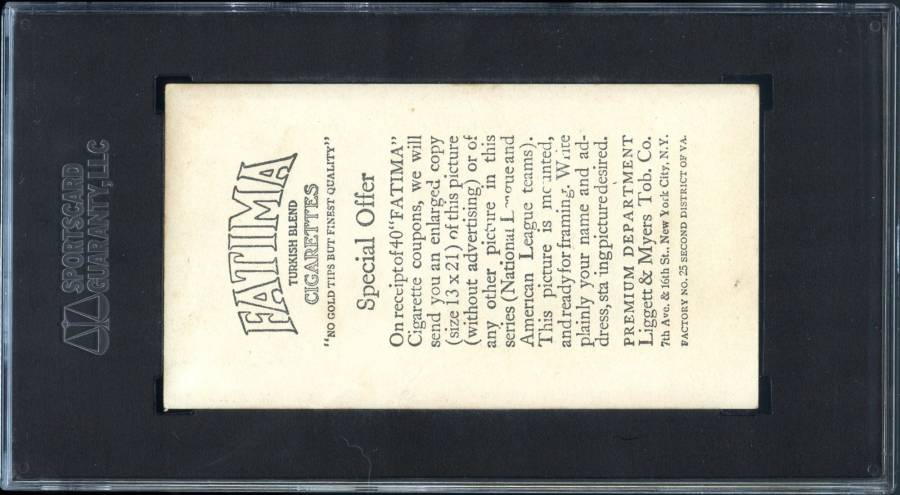 SPORTSCARD
GUARANTY, LLC
FATIMA
TURKISH BLEND
CIGARETTES
"NO GOLD TIPS BUT FINEST QUALITY"
Special Offer
On receipt of 40 "FATIMA"
Cigarette coupons, we will
send you an enlarged copy
(size 13 x 21) of this picture
(without advertising) or of
any other picture in this
series (National League and
American League teams).
This picture is mounted,
and ready for framing. Write
plainly your name and ad-
dress, sta ing picture desired.
PREMIUM DEPARTMENT
Liggett & Myers Tob. Co.
7th Ave. & 16th St., New York City, N.Y.
FACTORY No. 25 SECOND DISTRICT OF VA.